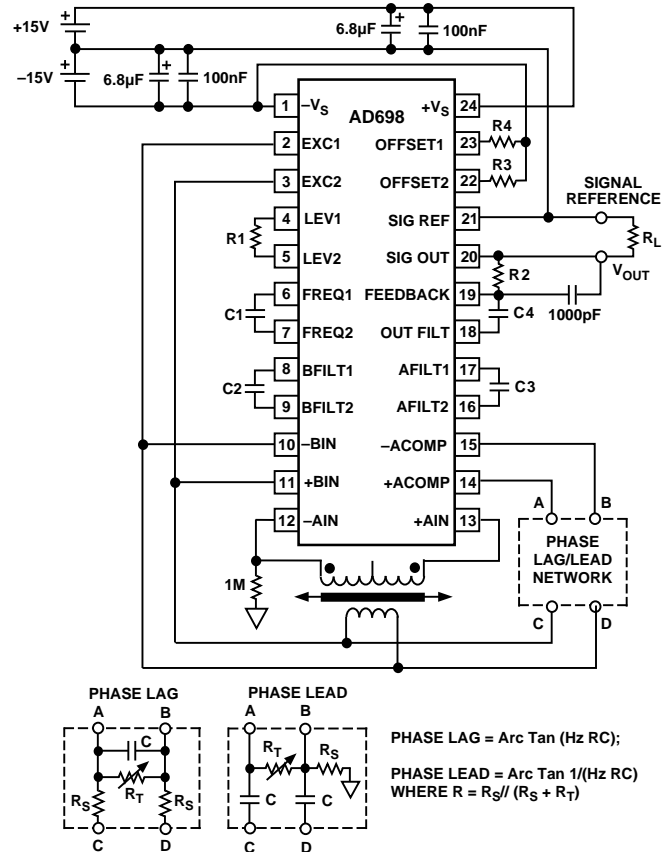 +15V
–15V
6.8µF
100nF
6.8µF
100nF
AD698
1
–VS
2
EXC1
3
EXC2
4
LEV1
5
LEV2
6
FREQ1
7
FREQ2
8
BFILT1
9
BFILT2
10
–BIN
11
+BIN
12
–AIN
24
+VS
23
OFFSET1
22
OFFSET2
21
SIG REF
20
SIG OUT
19
FEEDBACK
18
OUT FILT
17
AFILT1
16
AFILT2
15
–ACOMP
14
+ACOMP
13
+AIN
R1
C1
C2
R4
R3
SIGNAL
REFERENCE
RL
VOUT
R2
C4
1000pF
C3
1M
A
B
PHASE
LAG/LEAD
NETWORK
C
D
PHASE LAG
A
B
C
RT
RS
RS
C
D
PHASE LEAD
A
B
RT
RS
C
C
C
D
PHASE LAG = Arc Tan (Hz RC);
PHASE LEAD = Arc Tan 1/(Hz RC)
WHERE R = RS// (RS + RT)